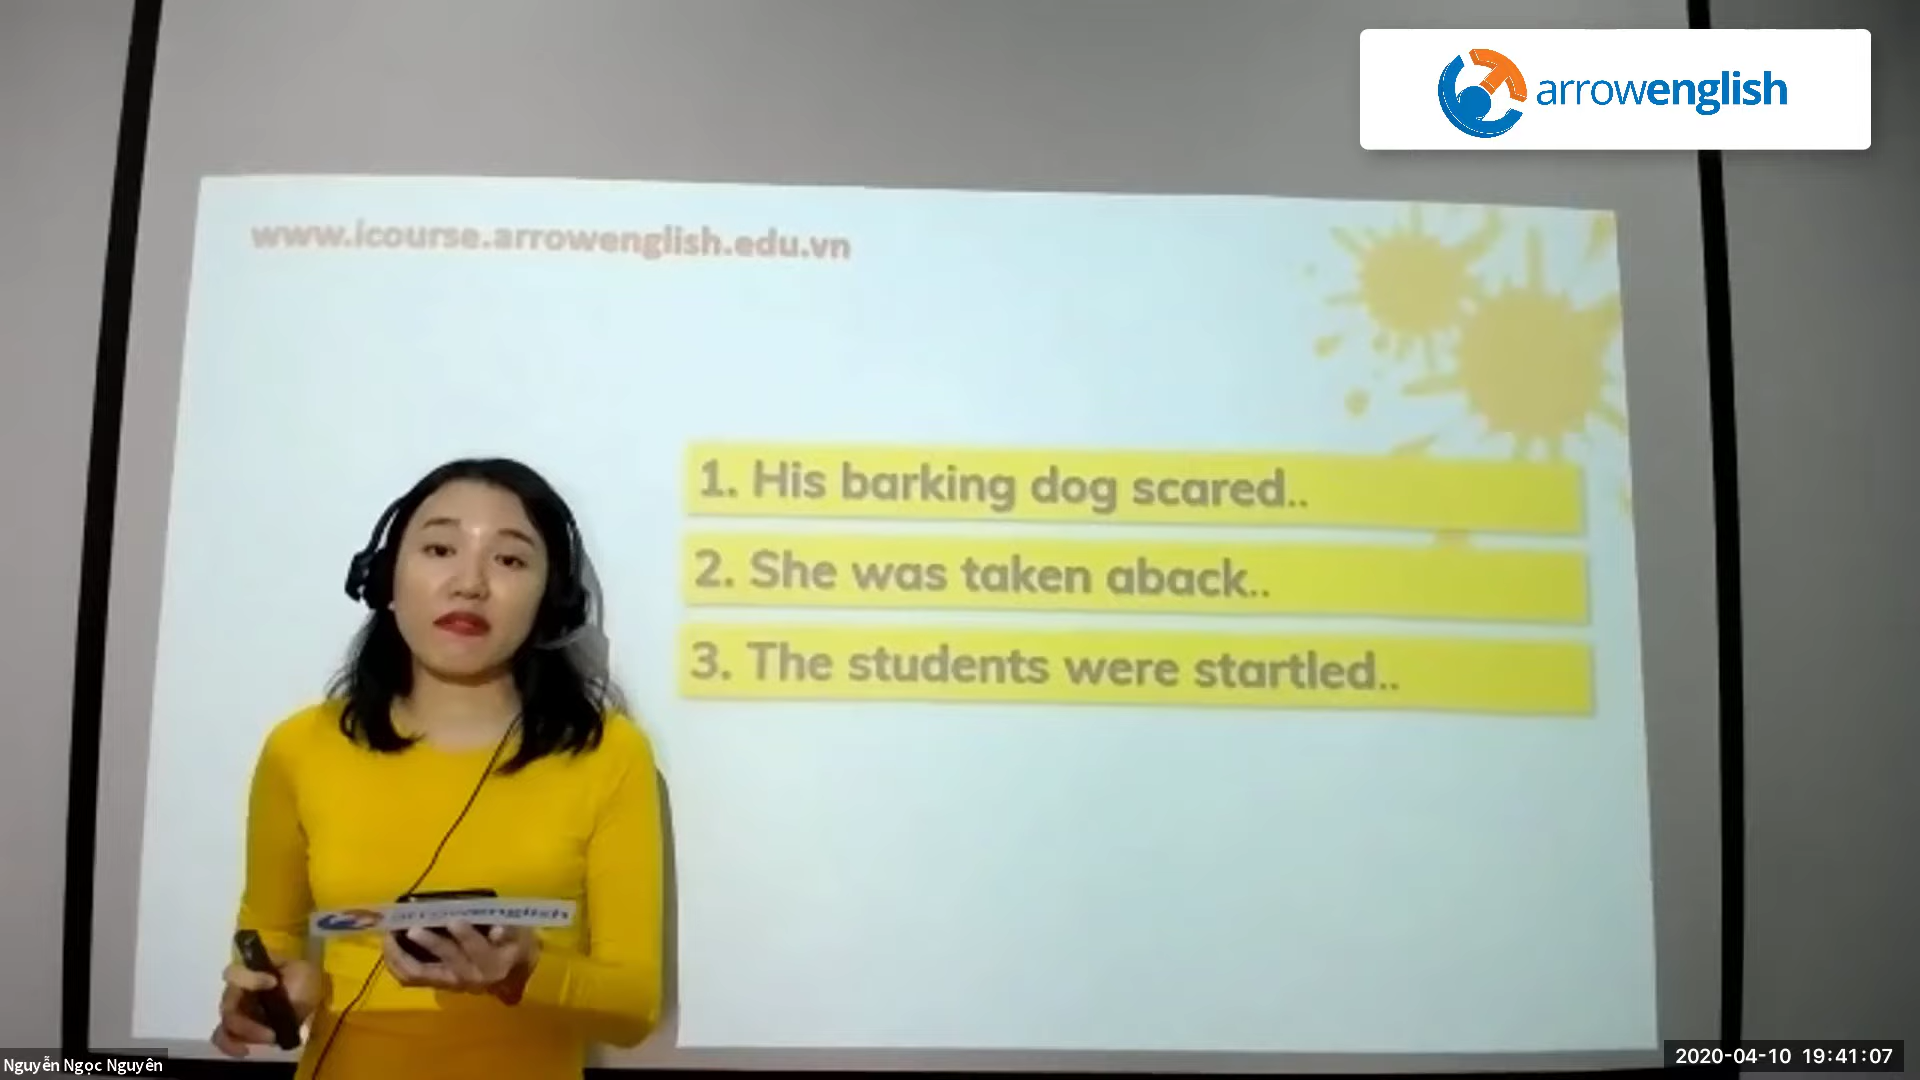 arrowenglish
www.icourse.arrowenglish.edu.vn
1. His barking dog scared..
2. She was taken aback..
3. The students were startled..
arrowenglish
Nguyễn Ngọc Nguyên
2020-04-10 19:41:07